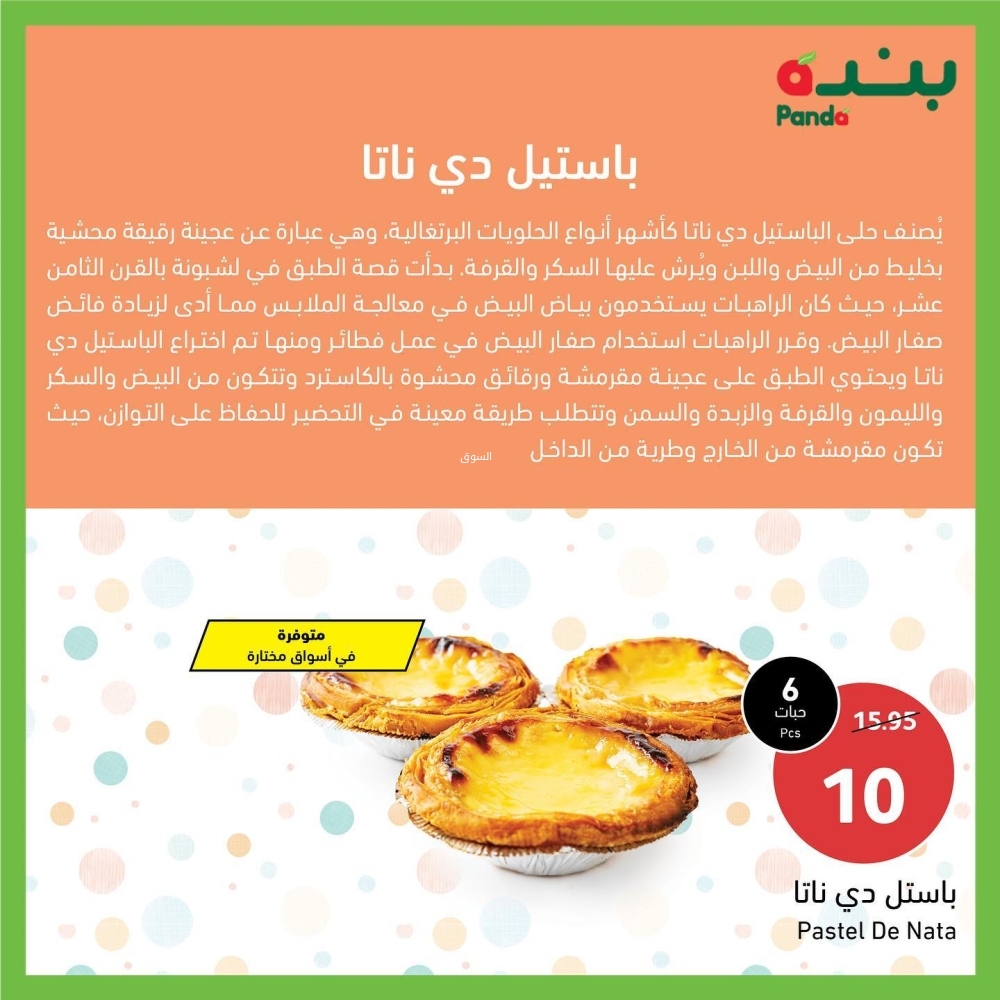 بنده
Panda
باستيل دي ناتا
يُصنف حلى الباستيل دي ناتا كأشهر أنواع الحلويات البرتغالية، وهي عبارة عن عجينة رقيقة محشية
بخليط من البيض واللبن ويُرش عليها السكر والقرفة. بدأت قصة الطبق في لشبونة بالقرن الثامن
عشر، حيث كان الراهبات يستخدمون بياض البيض في معالجة الملابس مما أدى لزيادة فائض
صفار البيض. وقرر الراهبات استخدام صفار البيض في عمل فطائر ومنها تم اختراع الباستيل دي
ناتا ويحتوي الطبق على عجينة مقرمشة ورقائق محشوة بالكاسترد وتتكون من البيض والسكر
والليمون والقرفة والزبدة والسمن وتتطلب طريقة معينة في التحضير للحفاظ على التوازن، حيث
تكون مقرمشة من الخارج وطرية من الداخل السوق
متوفرة
في أسواق مختارة
6
حبات
Pcs
15.95
10
باستل دي ناتا
Pastel De Nata